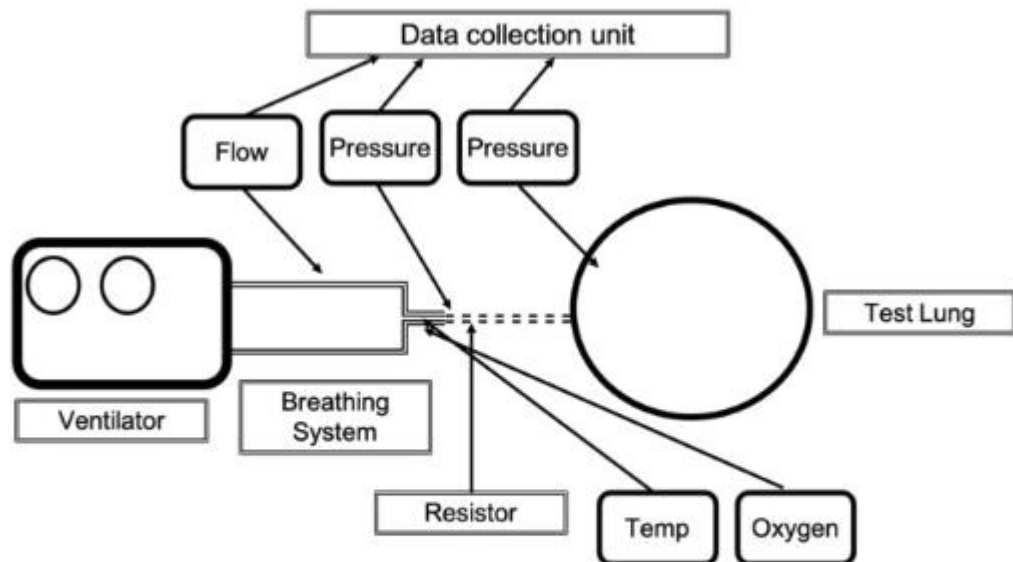 Data collection unit
Flow
Pressure
Pressure
Test Lung
Ventilator
Breathing
System
Resistor
Temp
Oxygen